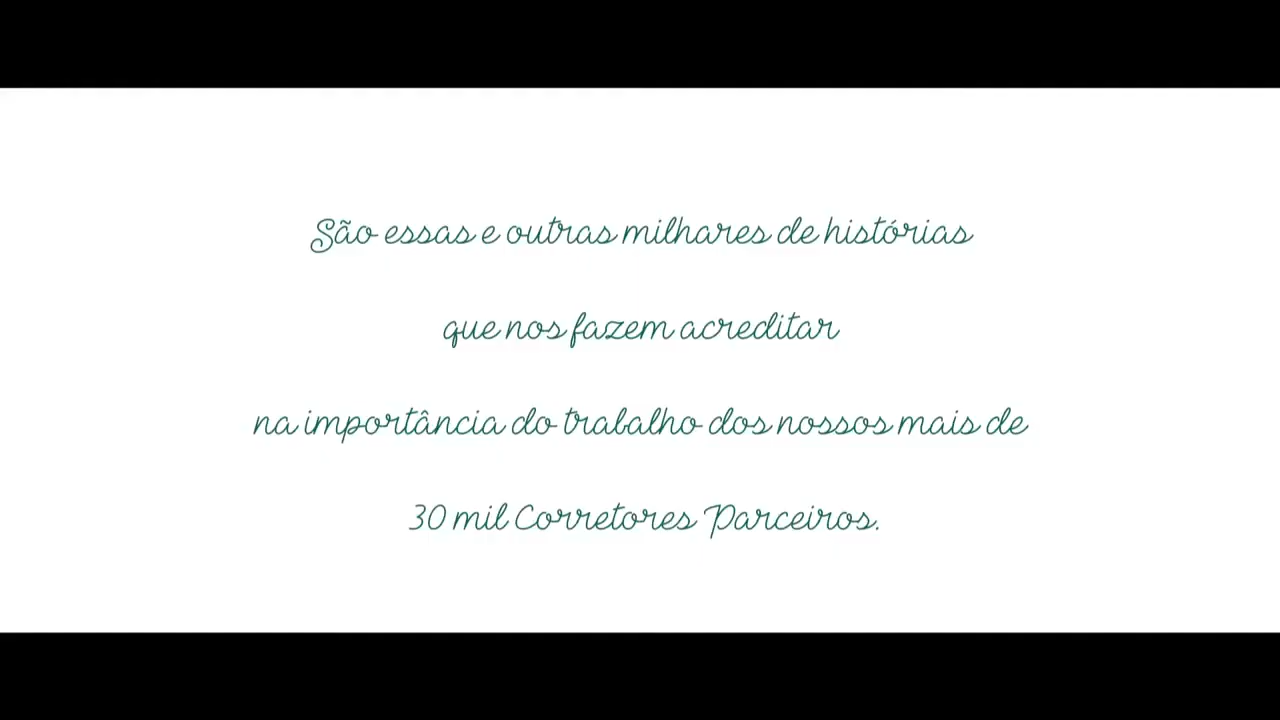 São essas e outras milhares de histórias
que nos fazem acreditar
na importância do trabalho dos nossos mais de
30 mil Corretores Parceiros.